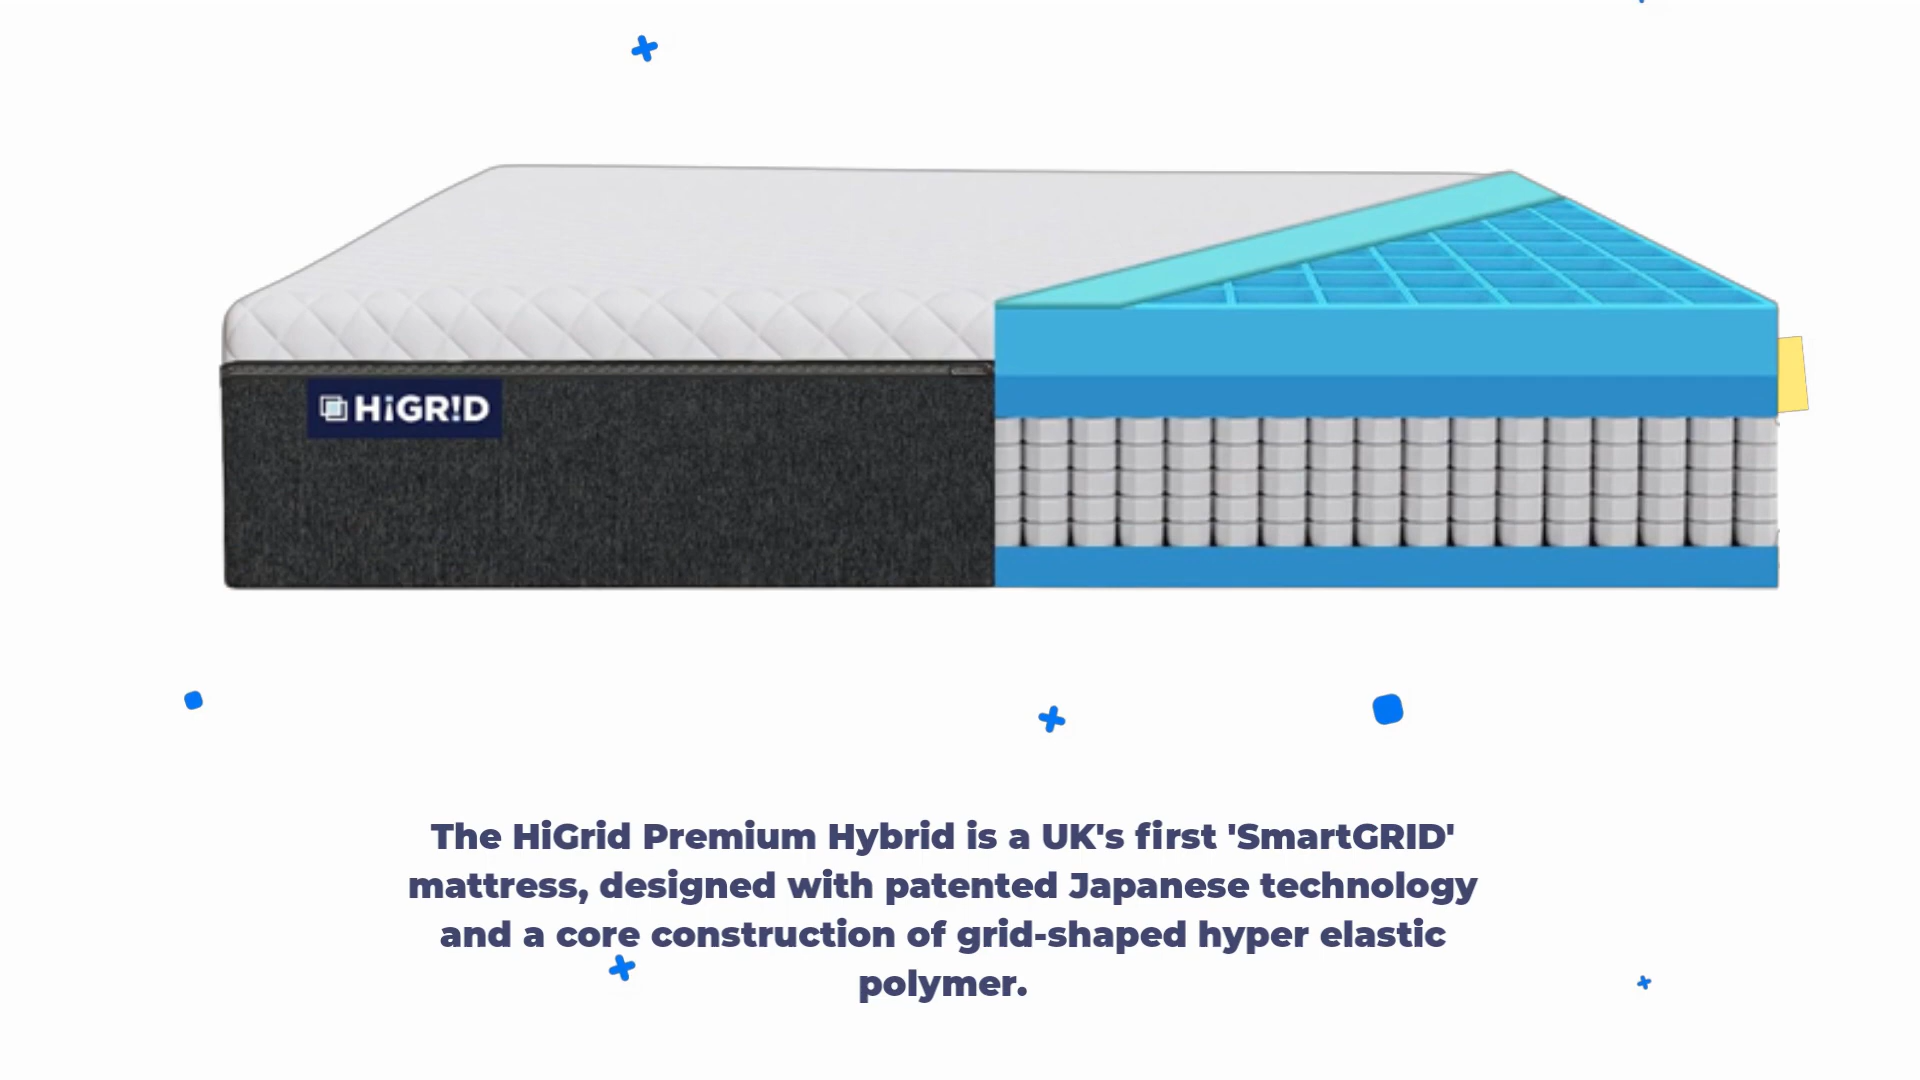 HiGR!D
The HiGrid Premium Hybrid is a UK's first 'SmartGRID'
mattress, designed with patented Japanese technology
and a core construction of grid-shaped hyper elastic
polymer.